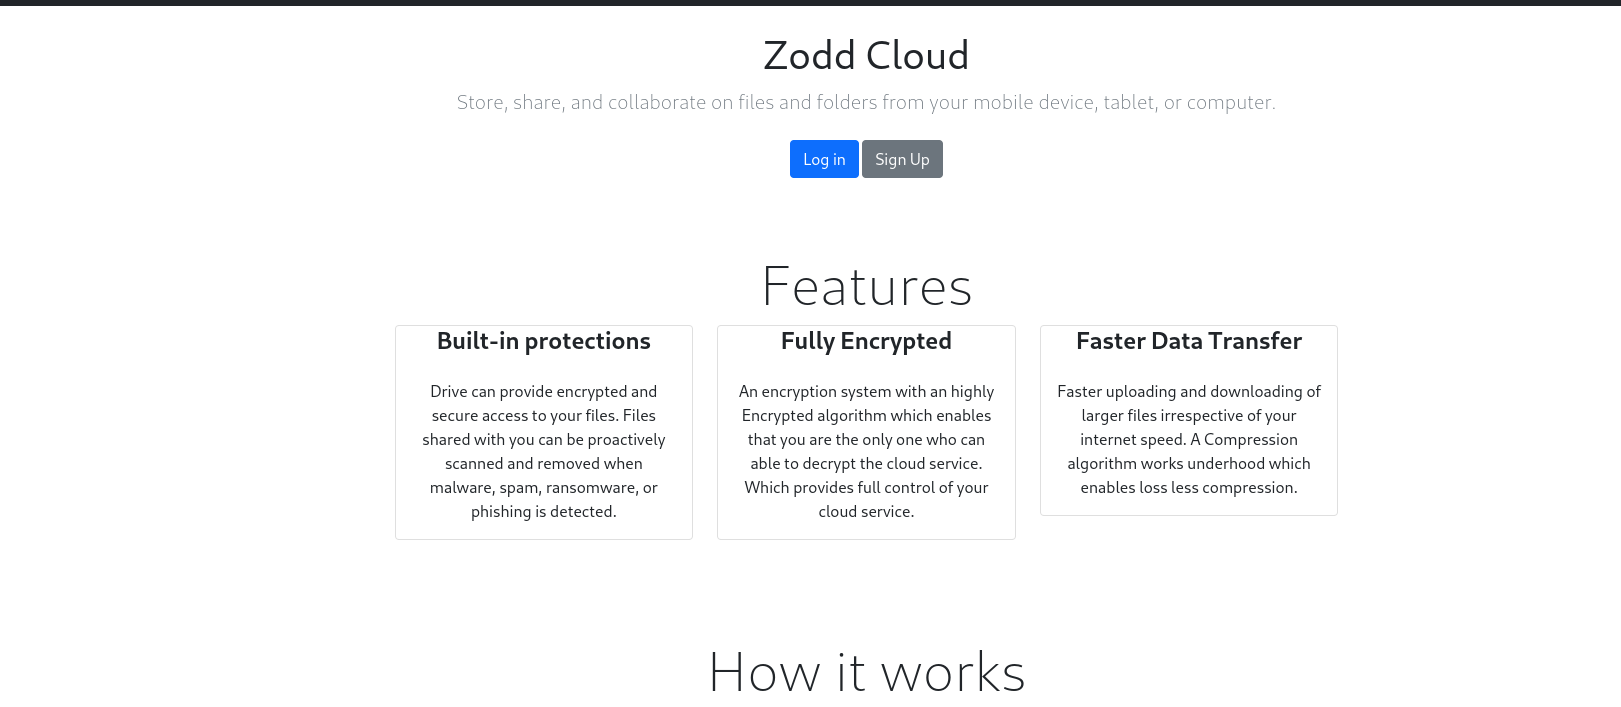 Zodd Cloud
Store, share, and collaborate on files and folders from your mobile device, tablet, or computer.
Log in
Sign Up
Features
Built-in protections
Drive can provide encrypted and
secure access to your files. Files
shared with you can be proactively
scanned and removed when
malware, spam, ransomware, or
phishing is detected.
Fully Encrypted
An encryption system with an highly
Encrypted algorithm which enables
that you are the only one who can
able to decrypt the cloud service.
Which provides full control of your
cloud service.
Faster Data Transfer
Faster uploading and downloading of
larger files irrespective of your
internet speed. A Compression
algorithm works underhood which
enables loss less compression.
How it works